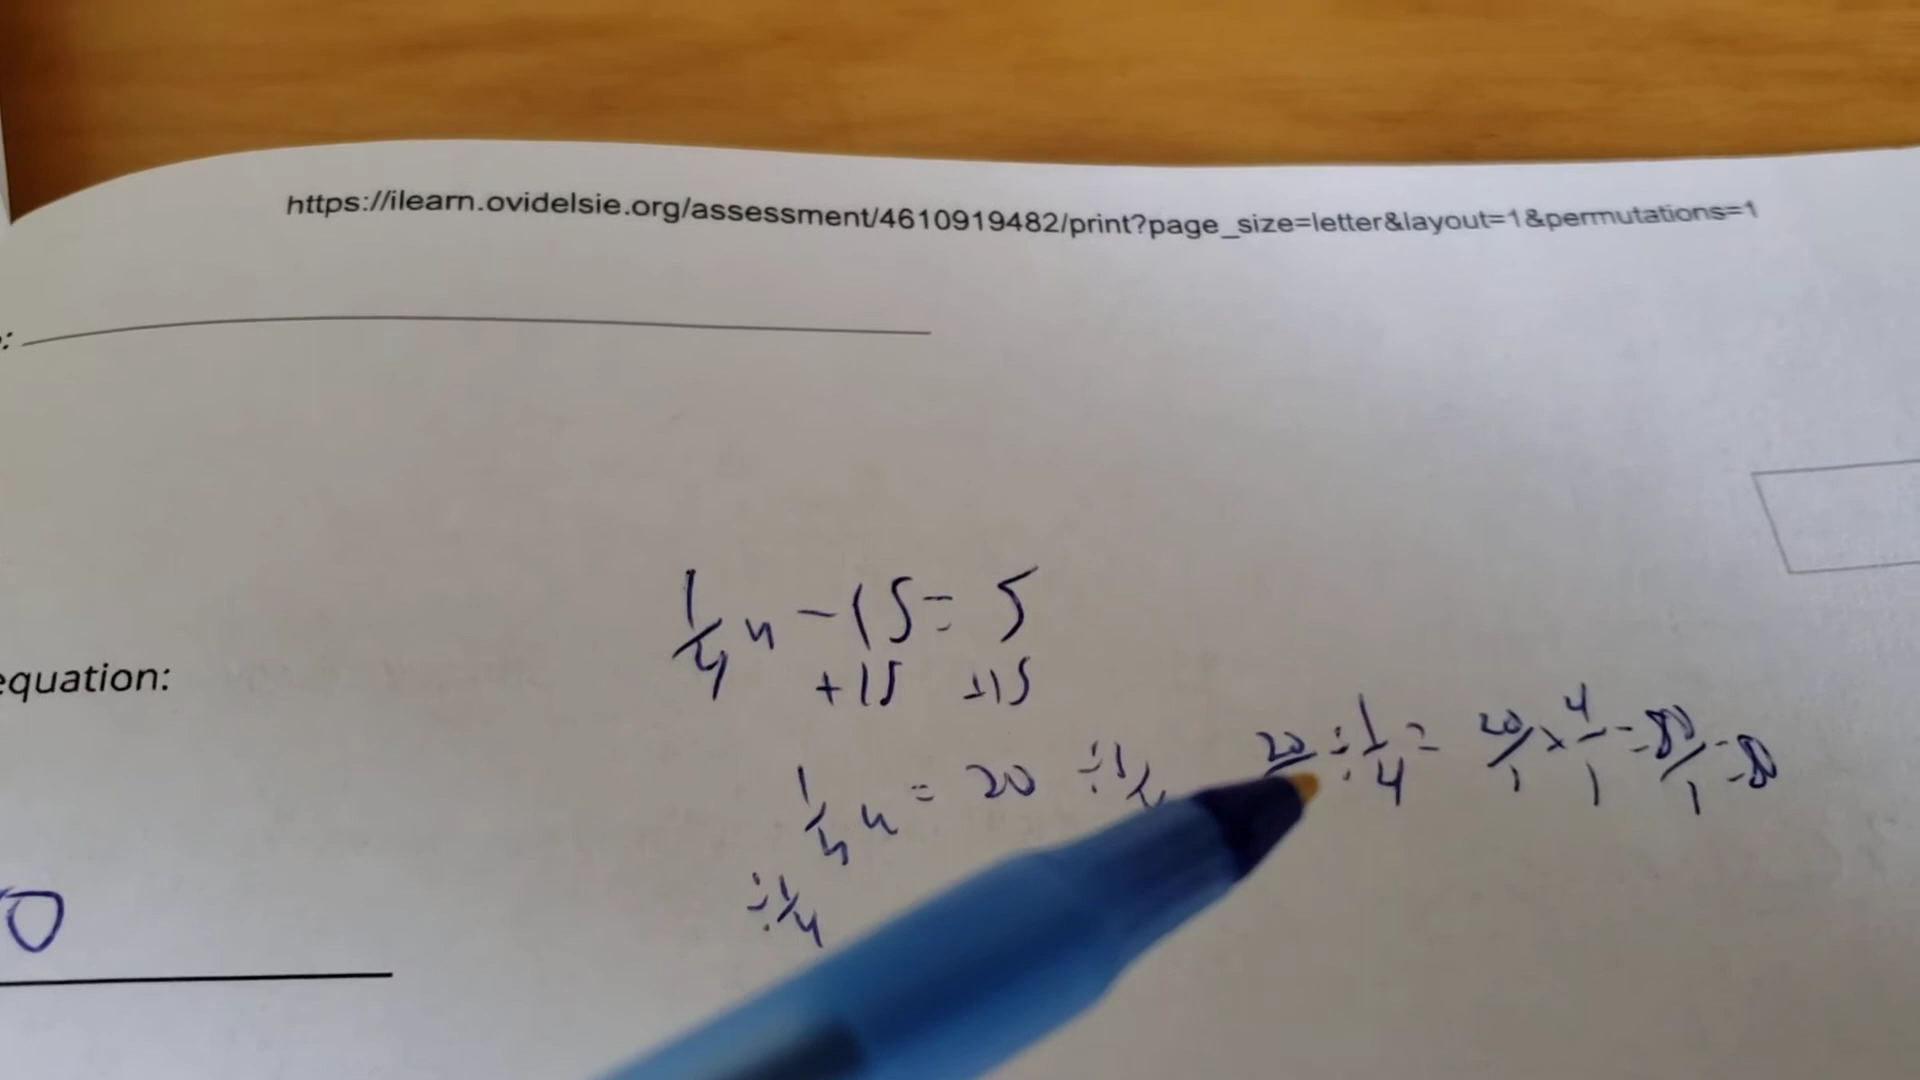 https://ilearn.ovidelsie.org/assessment/4610919482/print?page_size=letter&layout=1&permutations=1
:
1/4 n - 15 = 5
+15 +15
equation:
1/4 n = 20 ÷ 1/4
20 ÷ 1/4 = 20/1 × 4/1 = 80/1 = 80
÷ 1/4
0